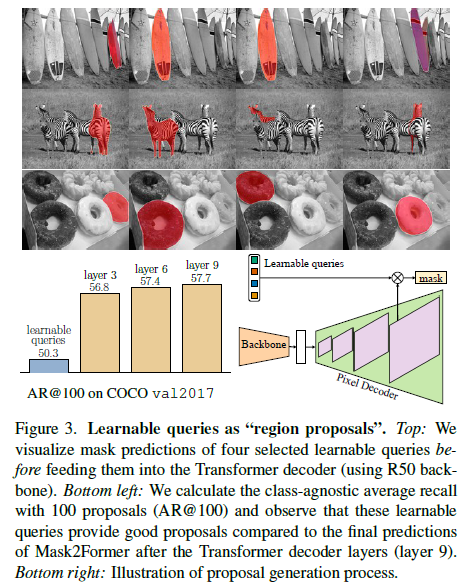 learnable
queries
50.3
layer 3
56.8
layer 6
57.4
layer 9
57.7
AR@100 on COCO val2017
Learnable queries
mask
Backbone
Pixel Decoder
Figure 3. Learnable queries as “region proposals”. Top: We
visualize mask predictions of four selected learnable queries be-
fore feeding them into the Transformer decoder (using R50 back-
bone). Bottom left: We calculate the class-agnostic average recall
with 100 proposals (AR@100) and observe that these learnable
queries provide good proposals compared to the final predictions
of Mask2Former after the Transformer decoder layers (layer 9).
Bottom right: Illustration of proposal generation process.